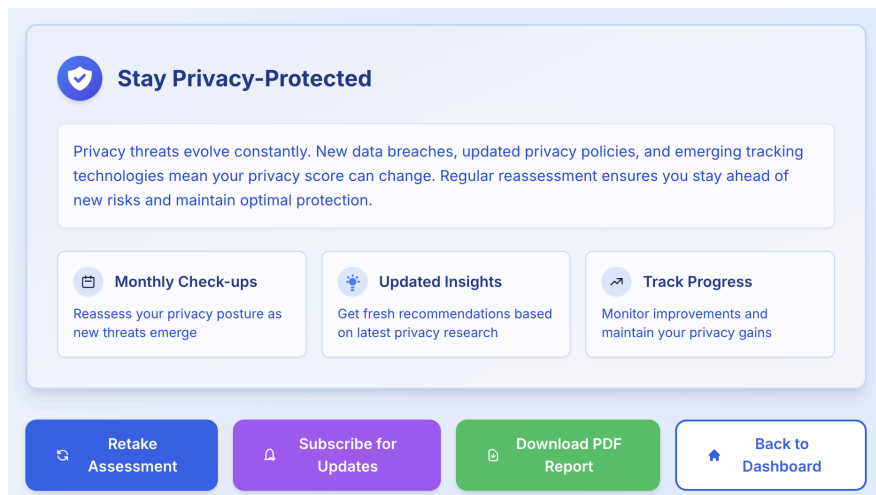 Stay Privacy-Protected
Privacy threats evolve constantly. New data breaches, updated privacy policies, and emerging tracking
technologies mean your privacy score can change. Regular reassessment ensures you stay ahead of
new risks and maintain optimal protection.
Monthly Check-ups
Reassess your privacy posture as
new threats emerge
Updated Insights
Get fresh recommendations based
on latest privacy research
Track Progress
Monitor improvements and
maintain your privacy gains
Retake
Assessment
Subscribe for
Updates
Download PDF
Report
Back to
Dashboard